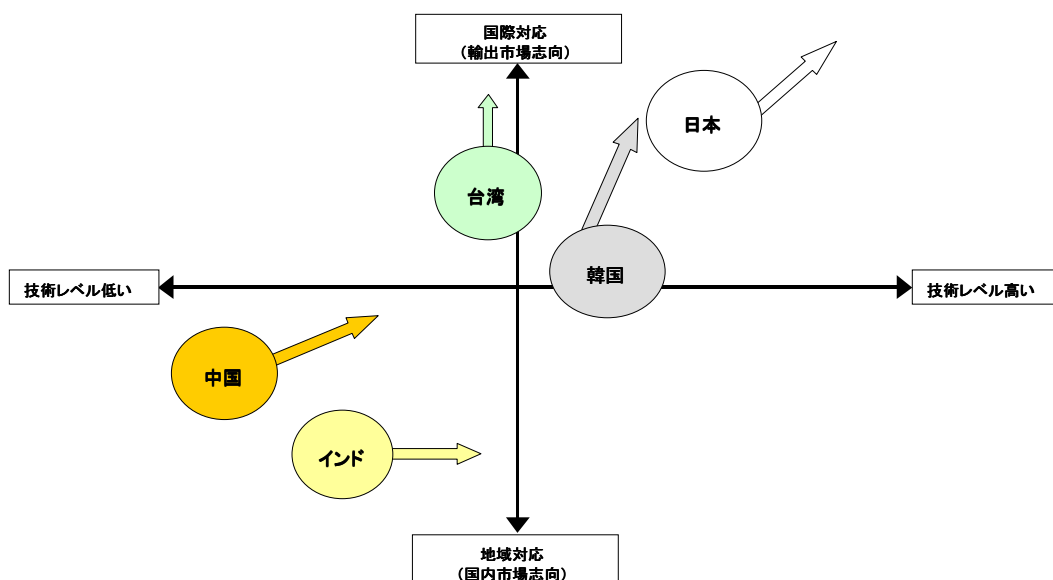 国際対応
（輸出市場志向）
日本
台湾
韓国
技術レベル低い
技術レベル高い
中国
インド
地域対応
（国内市場志向）